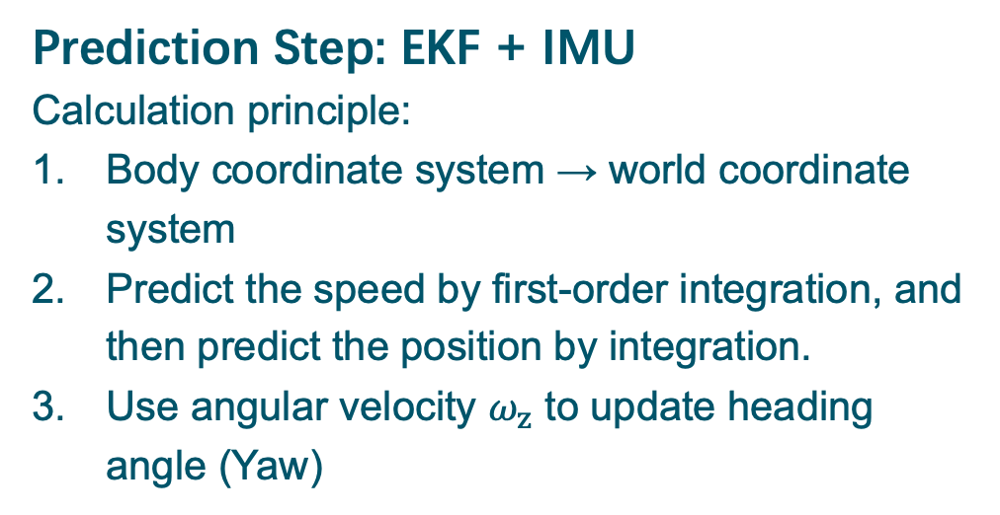 Prediction Step: EKF + IMU
Calculation principle:
1. Body coordinate system → world coordinate
system
2. Predict the speed by first-order integration, and
then predict the position by integration.
3. Use angular velocity ω_z to update heading
angle (Yaw)